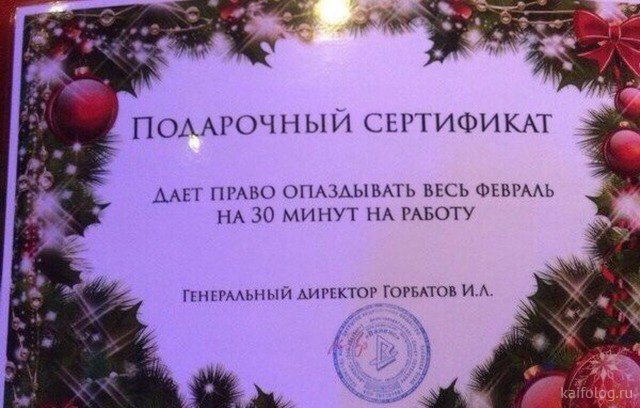 ПОДАРОЧНЫЙ СЕРТИФИКАТ
ДАЕТ ПРАВО ОПАЗДЫВАТЬ ВЕСЬ ФЕВРАЛЬ
НА 30 МИНУТ НА РАБОТУ
ГЕНЕРАЛЬНЫЙ ДИРЕКТОР ГОРБАТОВ И.Л.
kaifolog.ru